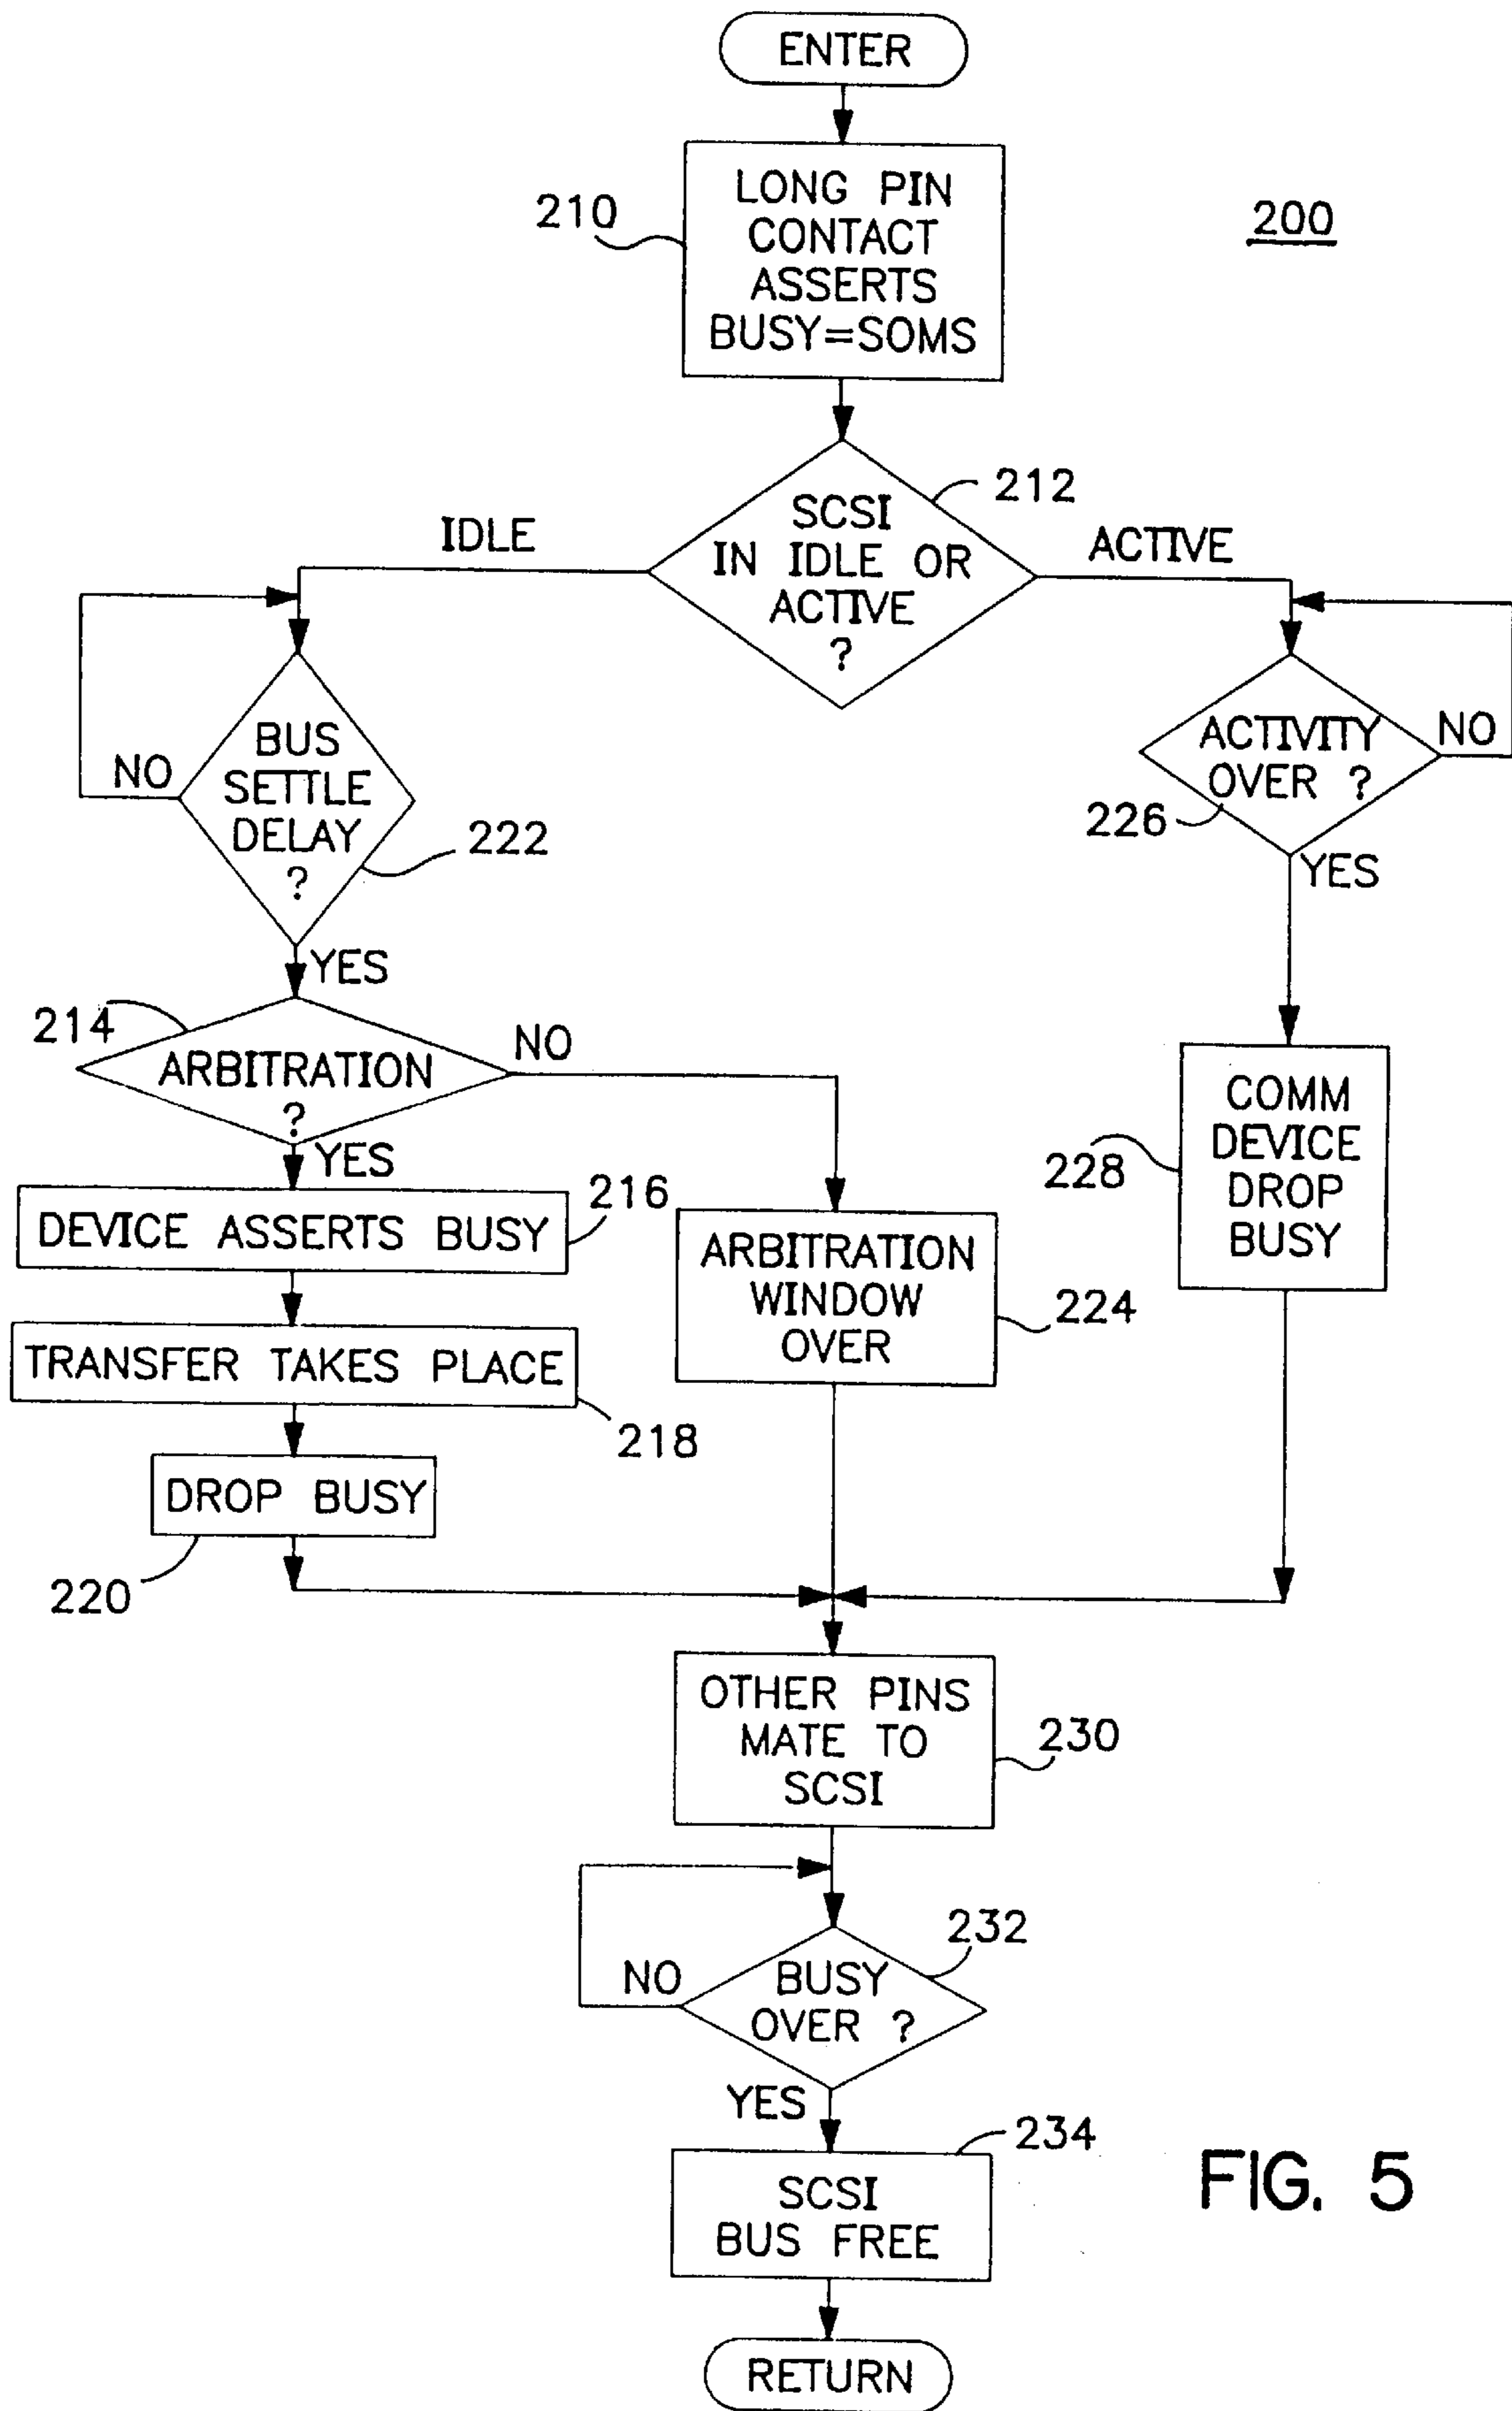 ENTER
LONG PIN
CONTACT
ASSERTS
BUSY=SOMS
210
200
SCSI
IN IDLE OR
ACTIVE
?
212
IDLE
ACTIVE
BUS
SETTLE
DELAY
?
NO
222
YES
ACTIVITY
OVER ?
NO
226
YES
214
ARBITRATION
?
NO
YES
DEVICE ASSERTS BUSY
216
TRANSFER TAKES PLACE
218
DROP BUSY
220
ARBITRATION
WINDOW
OVER
224
COMM
DEVICE
DROP
BUSY
228
OTHER PINS
MATE TO
SCSI
230
BUSY
OVER ?
232
NO
YES
SCSI
BUS FREE
234
RETURN
FIG. 5